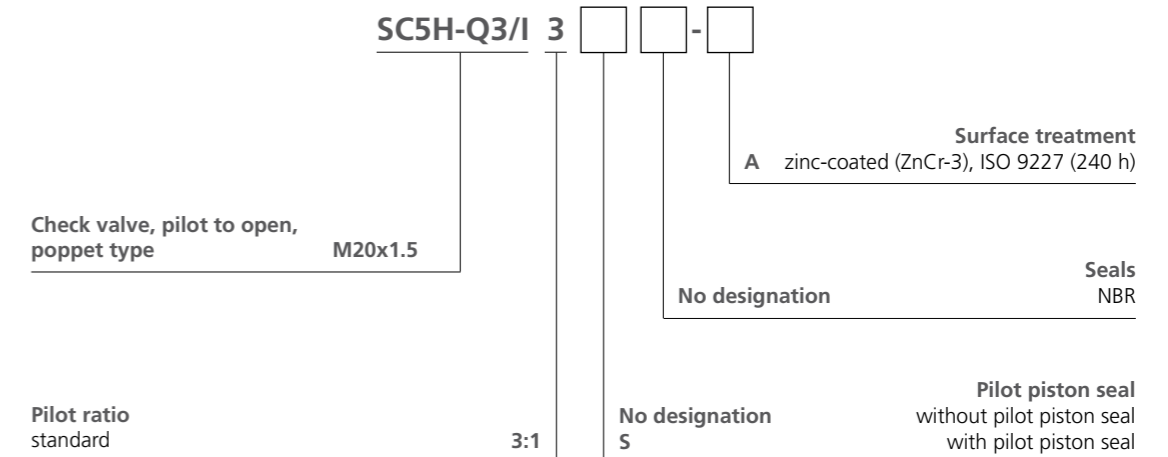 SC5H-Q3/I 3 -
Surface treatment
A zinc-coated (ZnCr-3), ISO 9227 (240 h)
Check valve, pilot to open,
poppet type M20x1.5
Seals
No designation NBR
Pilot piston seal
No designation without pilot piston seal
S with pilot piston seal
Pilot ratio
standard 3:1